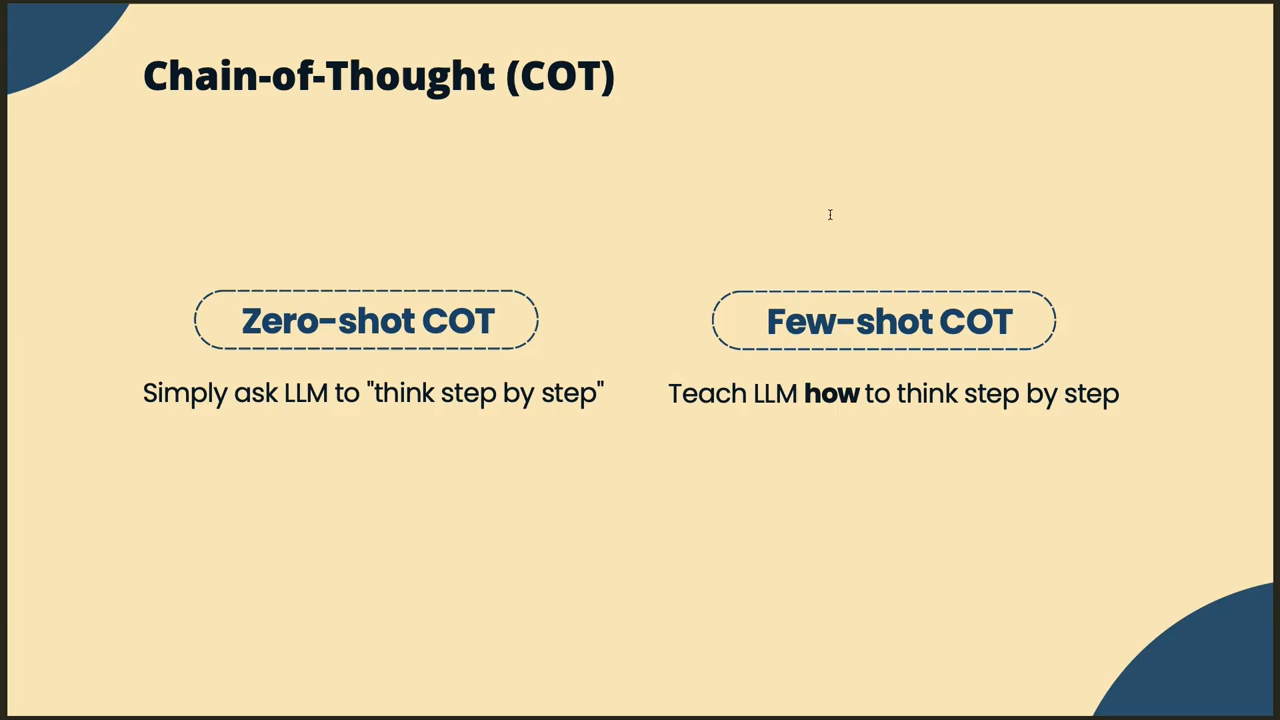 Chain-of-Thought (COT)
Zero-shot COT
Few-shot COT
Simply ask LLM to "think step by step"
Teach LLM how to think step by step